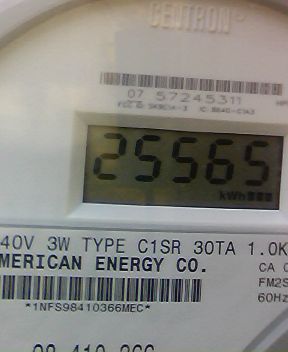 CENTRON
07 57245311
25565
kWh
40V 3W TYPE C1SR 30TA 1.0K
MERICAN ENERGY CO.
CA 0
FM2S
60Hz
*1NFS98410366MEC*